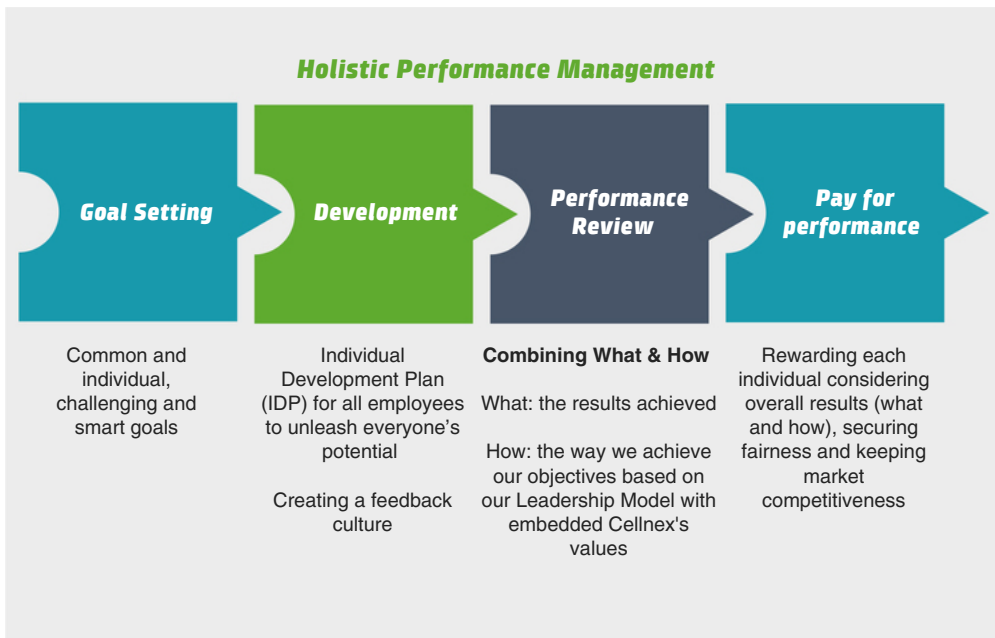 Holistic Performance Management
Goal Setting
Development
Performance
Review
Pay for
performance
Common and
individual,
challenging and
smart goals
Individual
Development Plan
(IDP) for all employees
to unleash everyone's
potential
Creating a feedback
culture
Combining What & How
What: the results achieved
How: the way we achieve
our objectives based on
our Leadership Model with
embedded Cellnex's
values
Rewarding each
individual considering
overall results (what
and how), securing
fairness and keeping
market
competitiveness